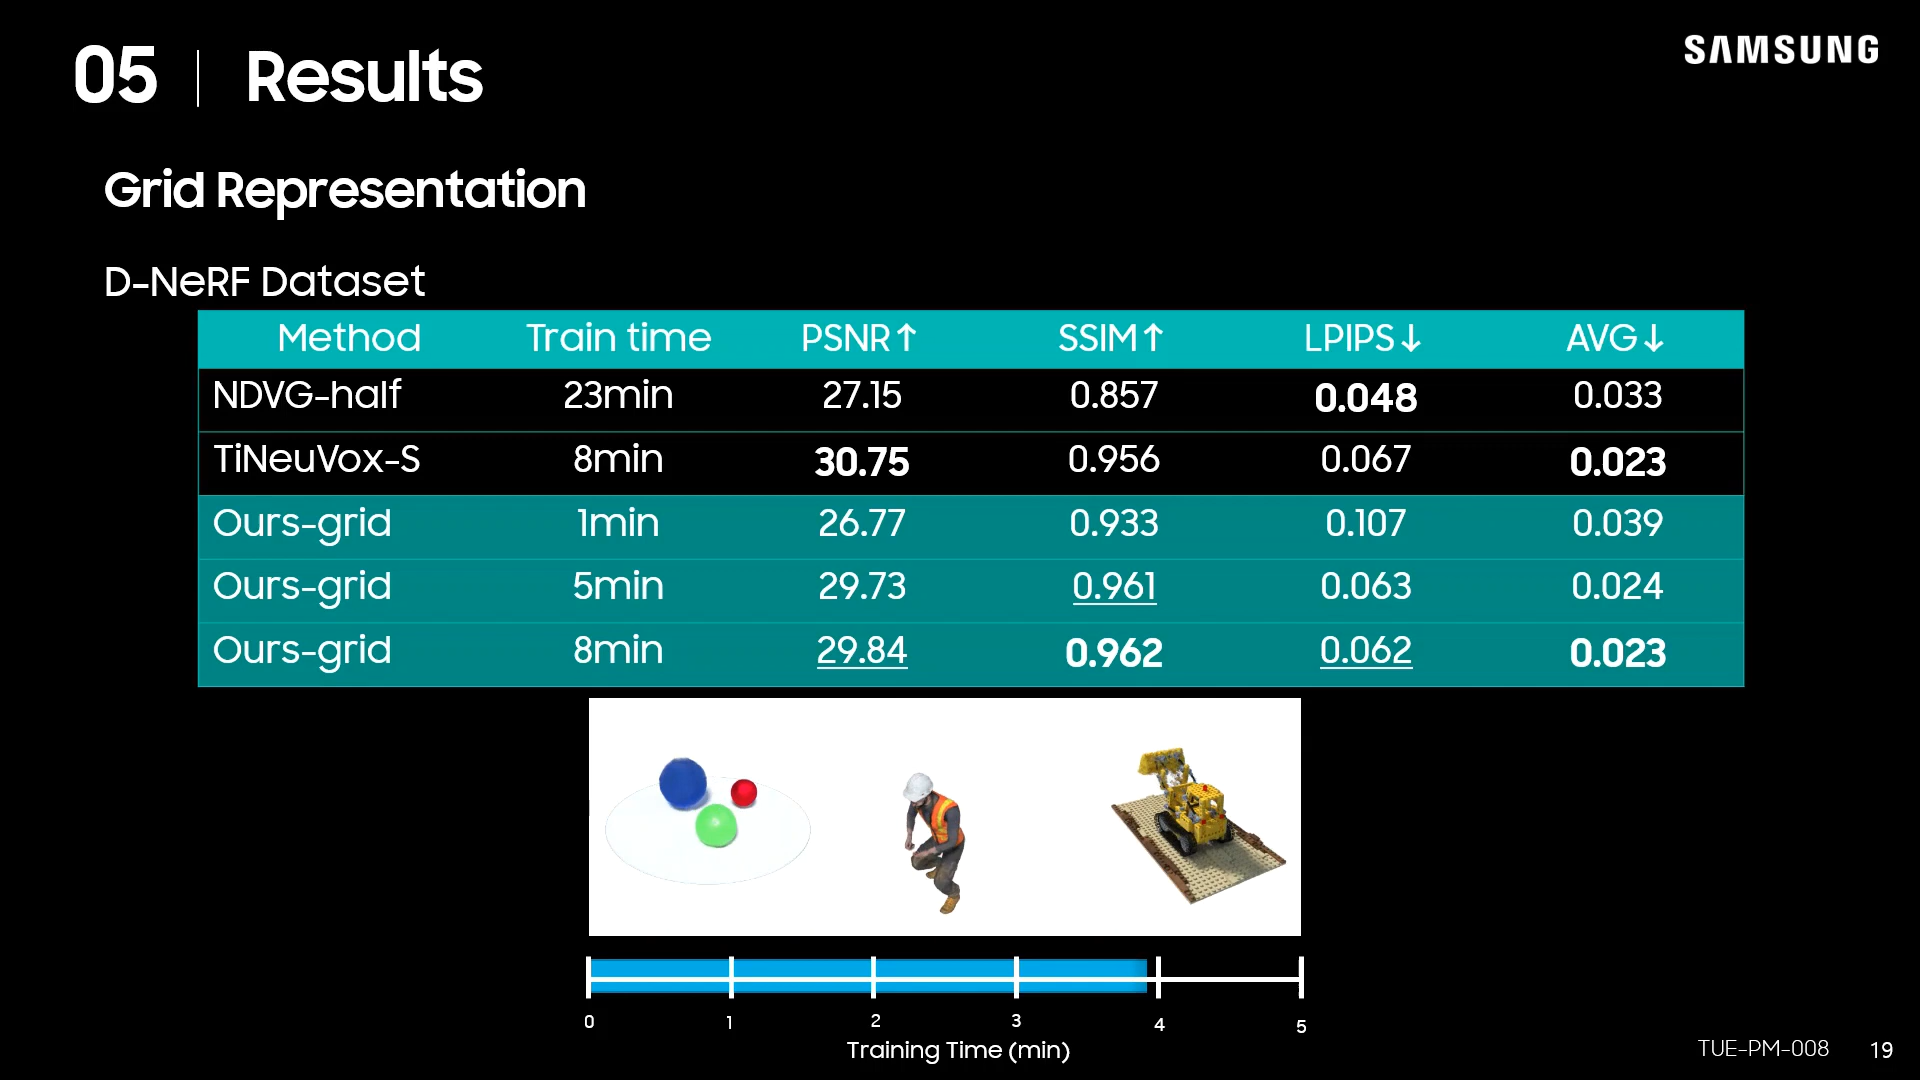 05 | Results
SAMSUNG
Grid Representation
D-NeRF Dataset
Method Train time PSNR↑ SSIM↑ LPIPS↓ AVG↓
NDVG-half 23min 27.15 0.857 0.048 0.033
TiNeuVox-S 8min 30.75 0.956 0.067 0.023
Ours-grid 1min 26.77 0.933 0.107 0.039
Ours-grid 5min 29.73 0.961 0.063 0.024
Ours-grid 8min 29.84 0.962 0.062 0.023
0 1 2 3 4 5
Training Time (min)
TUE-PM-008 19